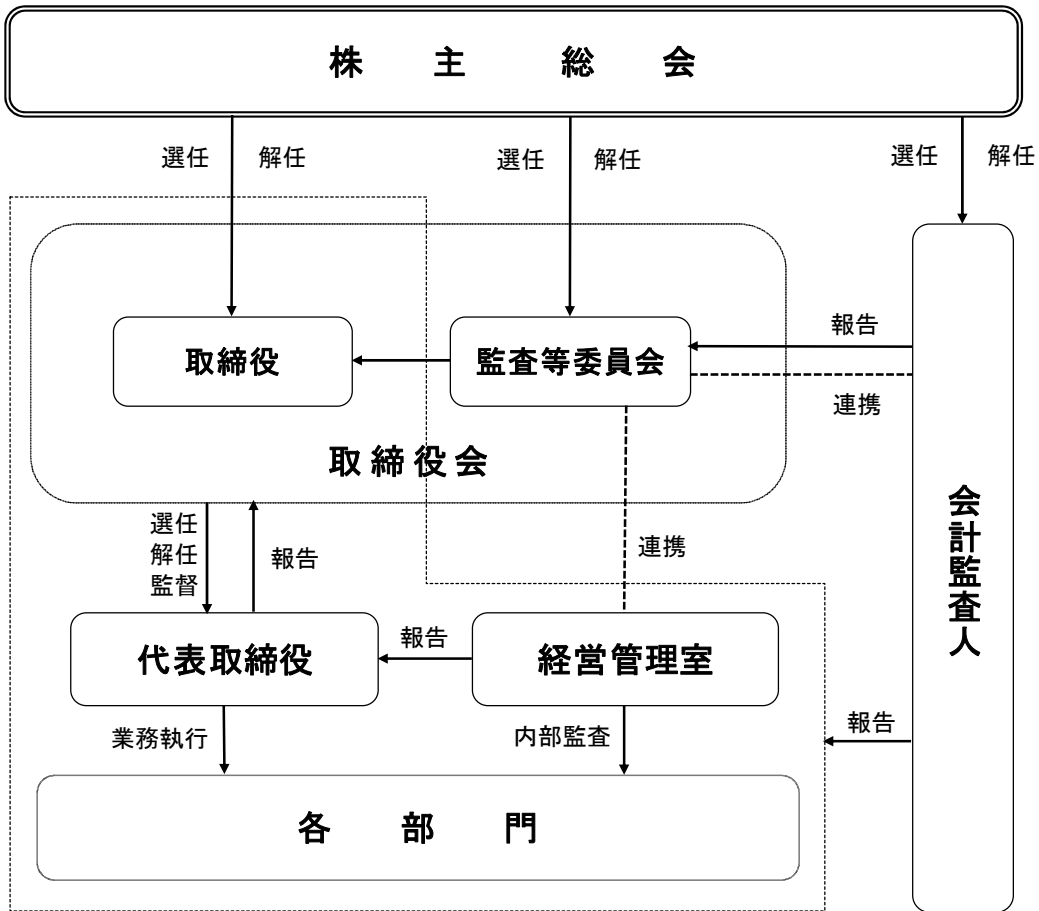 株主総会
選任 解任
選任 解任
選任 解任
取締役
監査等委員会
報告
連携
取締役会
選任
解任
監督
報告
連携
会計監査人
代表取締役
報告
経営管理室
業務執行
内部監査
報告
各部門